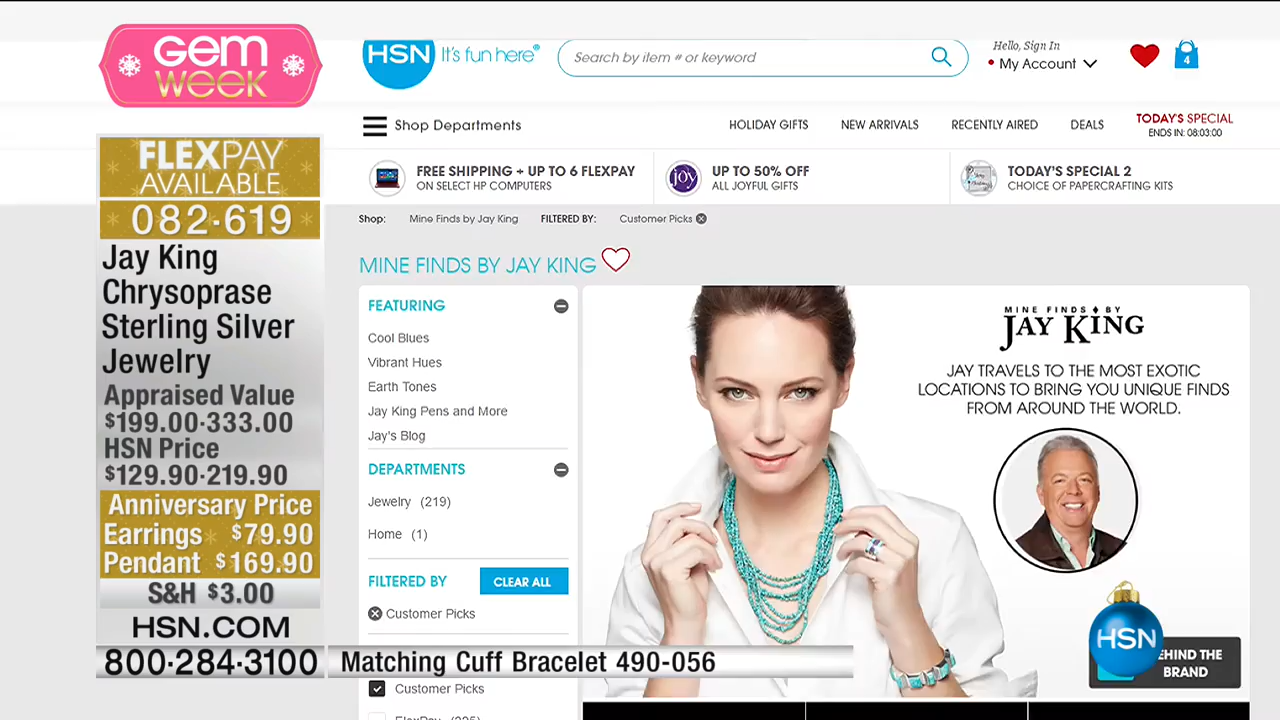 GEM
WEEK
FLEXPAY
AVAILABLE
082-619
Jay King
Chrysoprase
Sterling Silver
Jewelry
Appraised Value
$199.00-333.00
HSN Price
$129.90-219.90
Anniversary Price
Earrings $79.90
Pendant $169.90
S&H $3.00
HSN.COM
800-284-3100
Matching Cuff Bracelet 490-056
HSN It's fun here®
Search by item # or keyword
Hello, Sign In
My Account
4
Shop Departments
HOLIDAY GIFTS
NEW ARRIVALS
RECENTLY AIRED
DEALS
TODAY'S SPECIAL
ENDS IN: 08:03:00
FREE SHIPPING + UP TO 6 FLEXPAY
ON SELECT HP COMPUTERS
joy
UP TO 50% OFF
ALL JOYFUL GIFTS
TODAY'S SPECIAL 2
CHOICE OF PAPERCRAFTING KITS
Shop: Mine Finds by Jay King FILTERED BY: Customer Picks
MINE FINDS BY JAY KING
FEATURING
Cool Blues
Vibrant Hues
Earth Tones
Jay King Pens and More
Jay's Blog
DEPARTMENTS
Jewelry (219)
Home (1)
FILTERED BY
CLEAR ALL
Customer Picks
Customer Picks
MINE FINDS BY
JAY KING
JAY TRAVELS TO THE MOST EXOTIC
LOCATIONS TO BRING YOU UNIQUE FINDS
FROM AROUND THE WORLD.
HSN
EHIND THE
BRAND